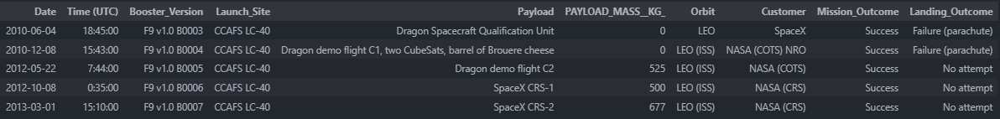 Date Time (UTC) Booster_Version Launch_Site Payload PAYLOAD_MASS__KG_ Orbit Customer Mission_Outcome Landing_Outcome
2010-06-04 18:45:00 F9 v1.0 B0003 CCAFS LC-40 Dragon Spacecraft Qualification Unit 0 LEO SpaceX Success Failure (parachute)
2010-12-08 15:43:00 F9 v1.0 B0004 CCAFS LC-40 Dragon demo flight C1, two CubeSats, barrel of Brouere cheese 0 LEO (ISS) NASA (COTS) NRO Success Failure (parachute)
2012-05-22 7:44:00 F9 v1.0 B0005 CCAFS LC-40 Dragon demo flight C2 525 LEO (ISS) NASA (COTS) Success No attempt
2012-10-08 0:35:00 F9 v1.0 B0006 CCAFS LC-40 SpaceX CRS-1 500 LEO (ISS) NASA (CRS) Success No attempt
2013-03-01 15:10:00 F9 v1.0 B0007 CCAFS LC-40 SpaceX CRS-2 677 LEO (ISS) NASA (CRS) Success No attempt